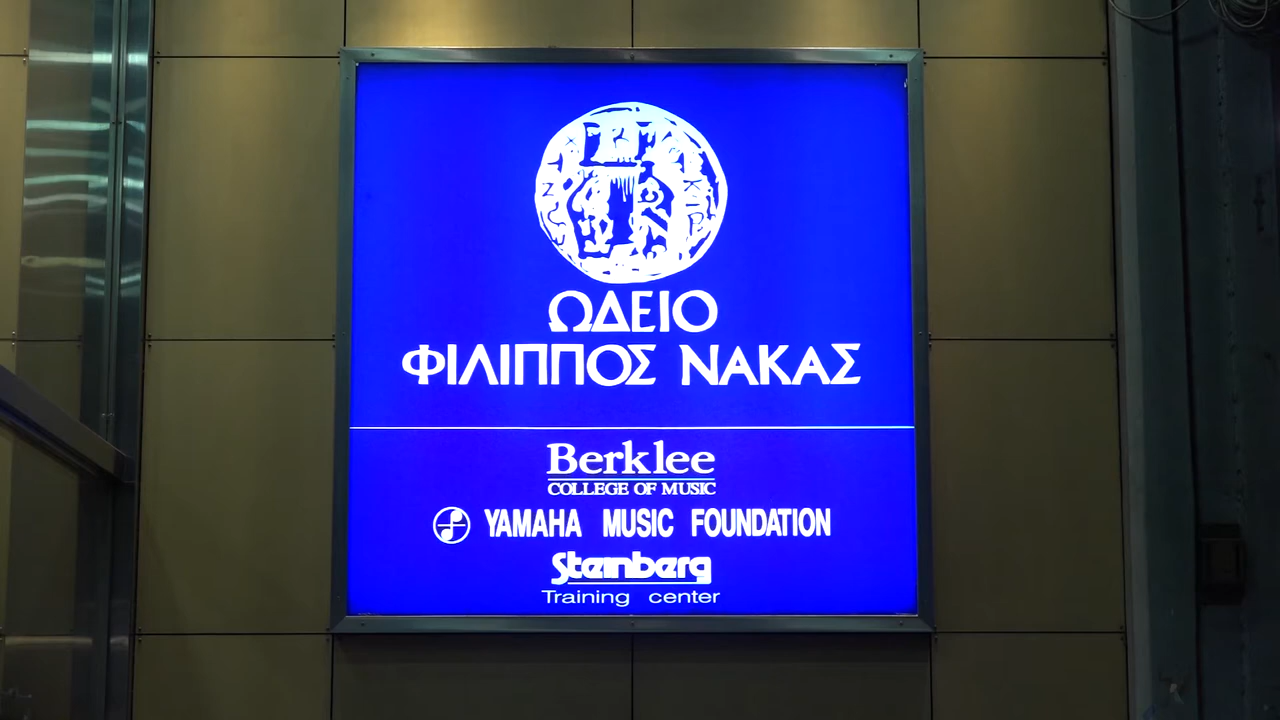 ΩΔΕΙΟ
ΦΙΛΙΠΠΟΣ ΝΑΚΑΣ
Berklee
COLLEGE OF MUSIC
YAMAHA MUSIC FOUNDATION
Steinberg
Training center